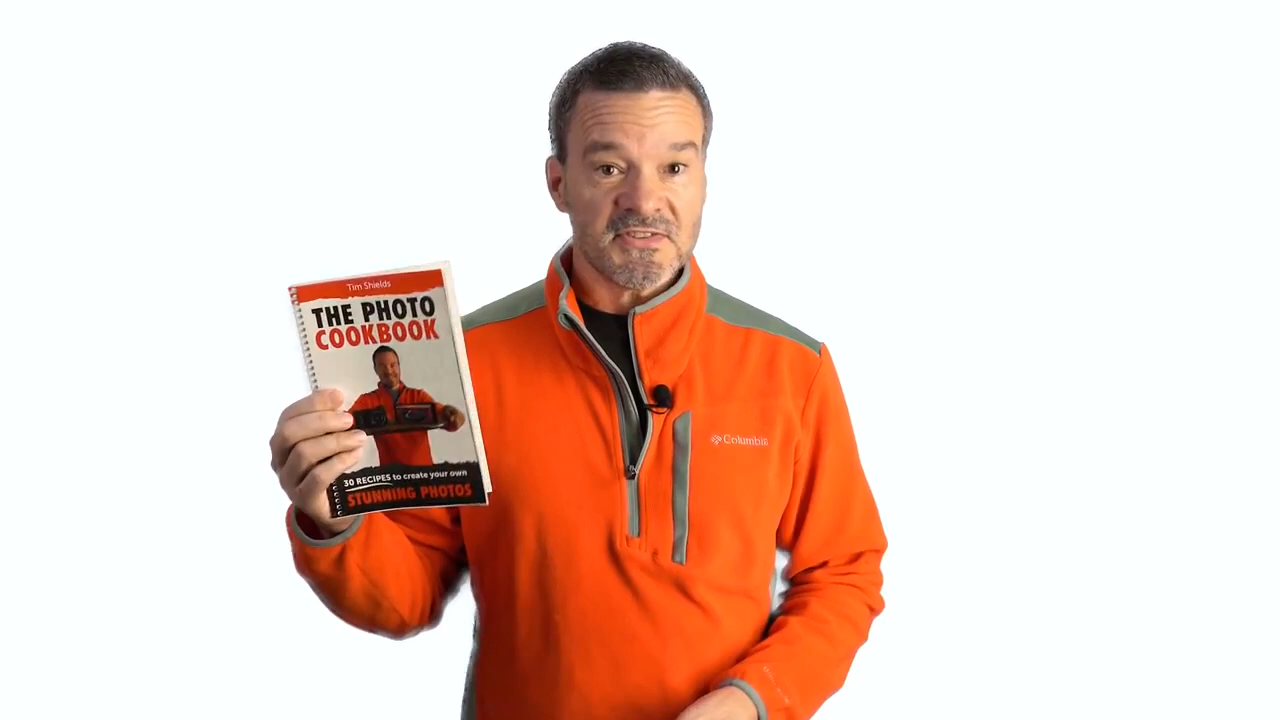 Tim Shields
THE PHOTO
COOKBOOK
30 RECIPES to create your own
STUNNING PHOTOS
Columbia